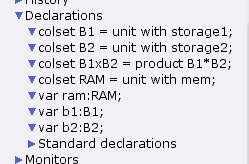 History
Declarations
colset B1 = unit with storage1;
colset B2 = unit with storage2;
colset B1xB2 = product B1*B2;
colset RAM = unit with mem;
var ram:RAM;
var b1:B1;
var b2:B2;
Standard declarations
Monitors